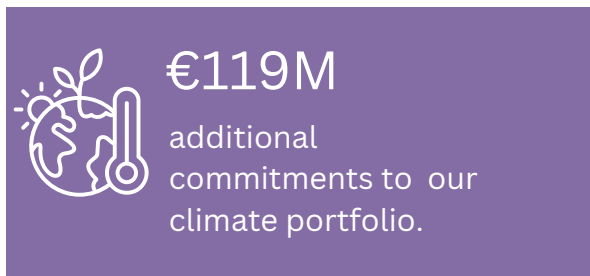 €119M
additional
commitments to our
climate portfolio.